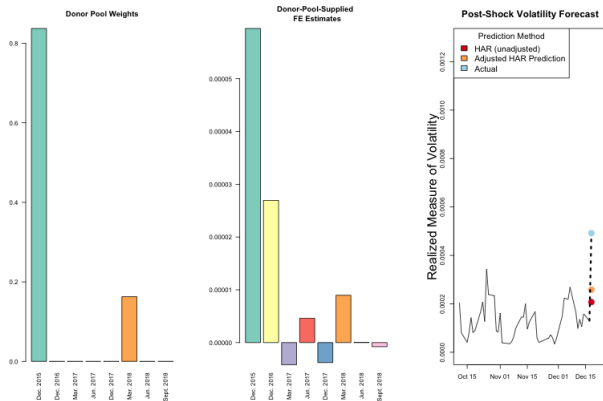 Donor Pool Weights
0.8
0.6
0.4
0.2
0.0
Dec. 2015
Dec. 2016
Mar. 2017
Jun. 2017
Dec. 2017
Mar. 2018
Jun. 2018
Sept. 2018
Donor-Pool-Supplied
FE Estimates
0.00005
0.00004
0.00003
0.00002
0.00001
0.00000
Dec. 2015
Dec. 2016
Mar. 2017
Jun. 2017
Dec. 2017
Mar. 2018
Jun. 2018
Sept. 2018
Post-Shock Volatility Forecast
Prediction Method
HAR (unadjusted)
Adjusted HAR Prediction
Actual
Realized Measure of Volatility
0.0012
0.0010
0.0008
0.0006
0.0004
0.0002
0.0000
Oct 15
Nov 01
Nov 15
Dec 01
Dec 15